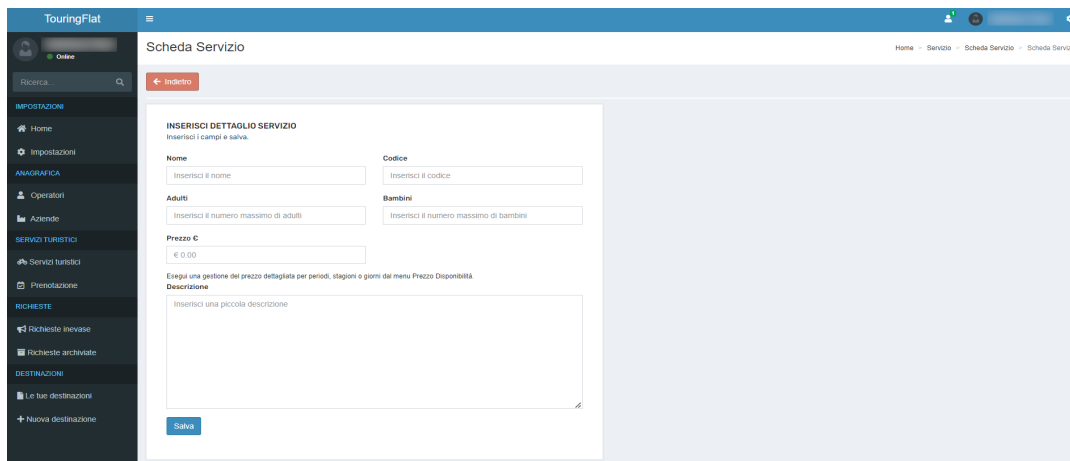 TouringFlat
1
Online
Scheda Servizio
Home > Servizio > Scheda Servizio > Scheda Serviz
Ricerca...
Indietro
IMPOSTAZIONI
Home
Impostazioni
ANAGRAFICA
Operatori
Aziende
SERVIZI TURISTICI
Servizi turistici
Prenotazione
RICHIESTE
Richieste inevase
Richieste archiviate
DESTINAZIONI
Le tue destinazioni
Nuova destinazione
INSERISCI DETTAGLIO SERVIZIO
Inserisci i campi e salva.
Nome Codice
Inserisci il nome Inserisci il codice
Adulti Bambini
Inserisci il numero massimo di adulti Inserisci il numero massimo di bambini
Prezzo €
€ 0.00
Esegui una gestione del prezzo dettagliata per periodi, stagioni o giorni dal menu Prezzo Disponibilità.
Descrizione
Inserisci una piccola descrizione
Salva